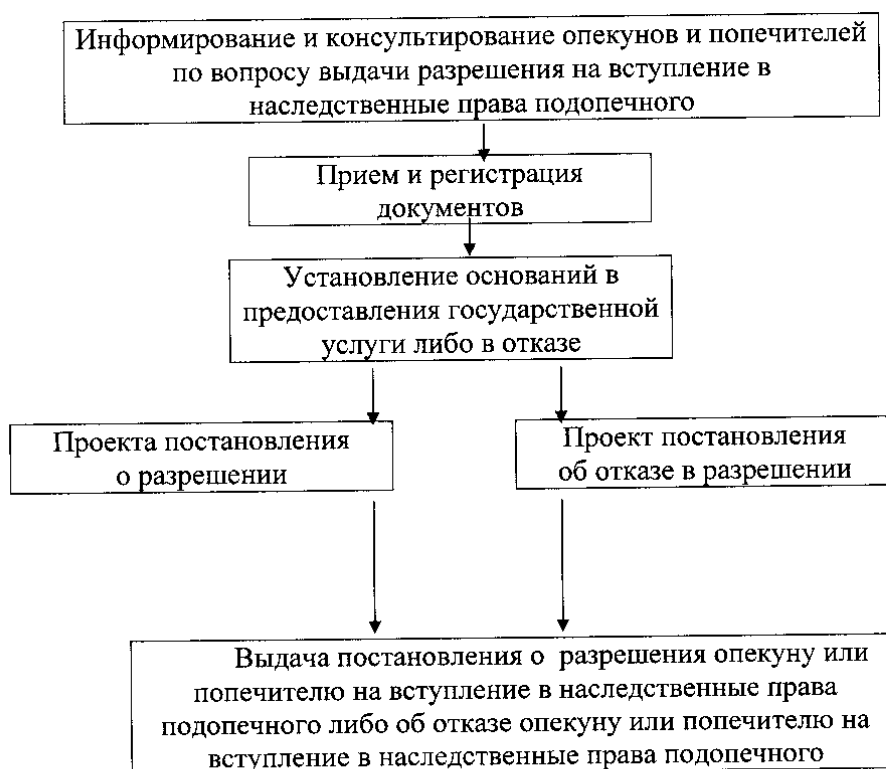 Информирование и консультирование опекунов и попечителей
по вопросу выдачи разрешения на вступление в
наследственные права подопечного
Прием и регистрация
документов
Установление оснований в
предоставления государственной
услуги либо в отказе
Проекта постановления
о разрешении
Проект постановления
об отказе в разрешении
Выдача постановления о разрешения опекуну или
попечителю на вступление в наследственные права
подопечного либо об отказе опекуну или попечителю на
вступление в наследственные права подопечного